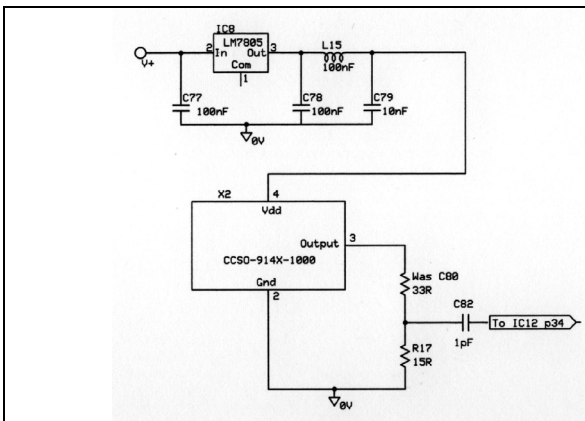 IC8
LM7805
2 In Out 3
Com
1
V+
L15
100nF
C77
100nF
C78
100nF
C79
10nF
0V
X2
4
Vdd
Output 3
CCSO-914X-1000
Gnd
2
Was C80
33R
C82
1pF
To IC12 p34
R17
15R
0V